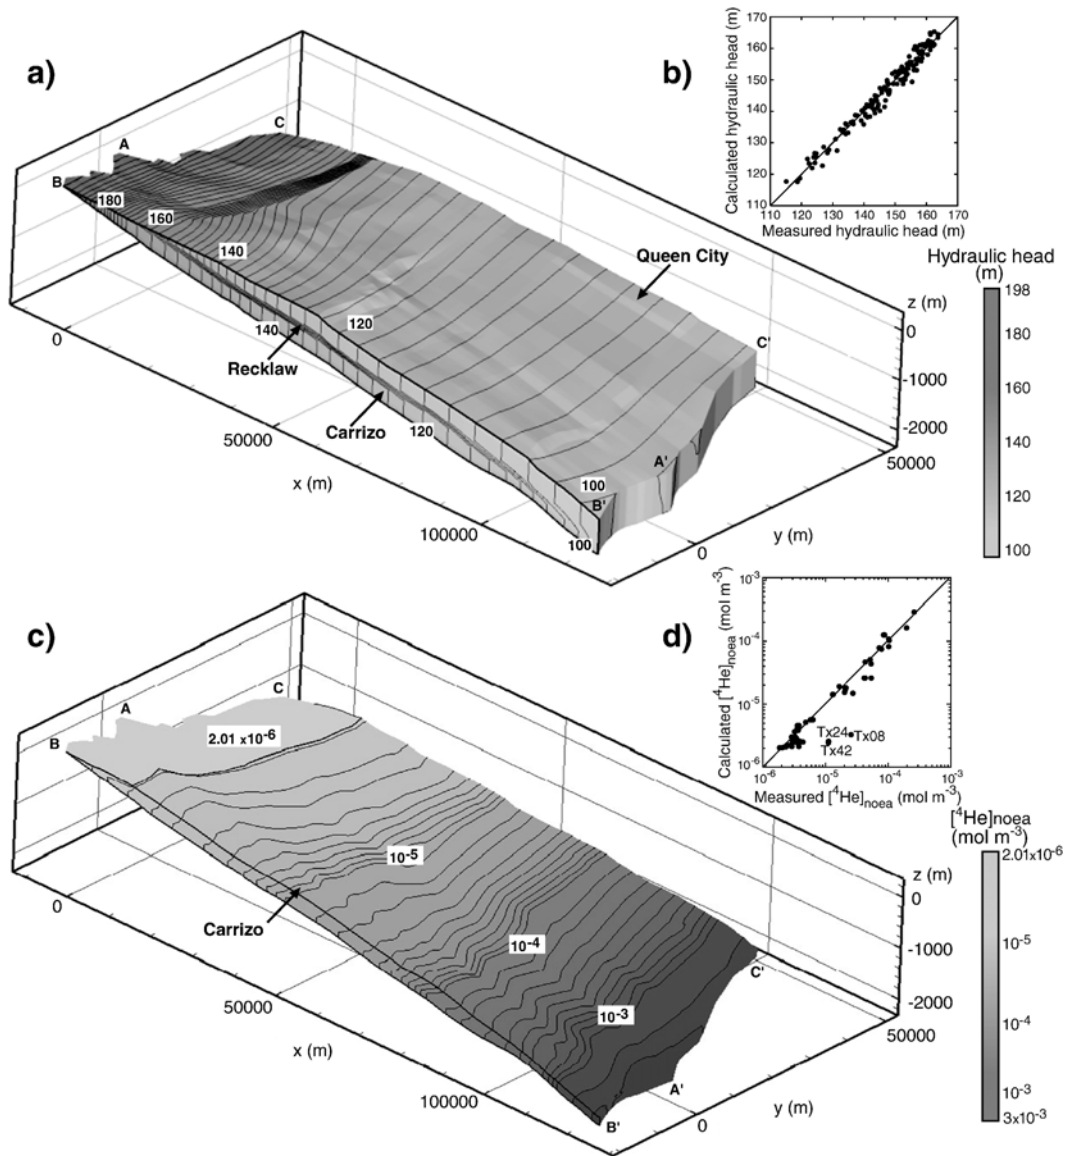 a)
A
C
B
180
160
140
140
120
Recklaw
Carrizo
120
Queen City
C'
A'
100
B'
100
0
50000
100000
x (m)
0
50000
y (m)
z (m)
0
-1000
-2000
b)
Calculated hydraulic head (m)
170
160
150
140
130
120
110
110 120 130 140 150 160 170
Measured hydraulic head (m)
Hydraulic head
(m)
198
180
160
140
120
100
c)
A
C
B
2.01 x10-6
10-5
Carrizo
10-4
10-3
C'
A'
B'
0
50000
100000
x (m)
0
50000
y (m)
z (m)
0
-1000
-2000
d)
Calculated [4He]noea (mol m-3)
10-3
10-4
10-5
10-6
Tx24
Tx08
Tx42
10-6 10-5 10-4 10-3
Measured [4He]noea (mol m-3)
[4He]noea
(mol m-3)
2.01x10-6
10-5
10-4
10-3
3x10-3